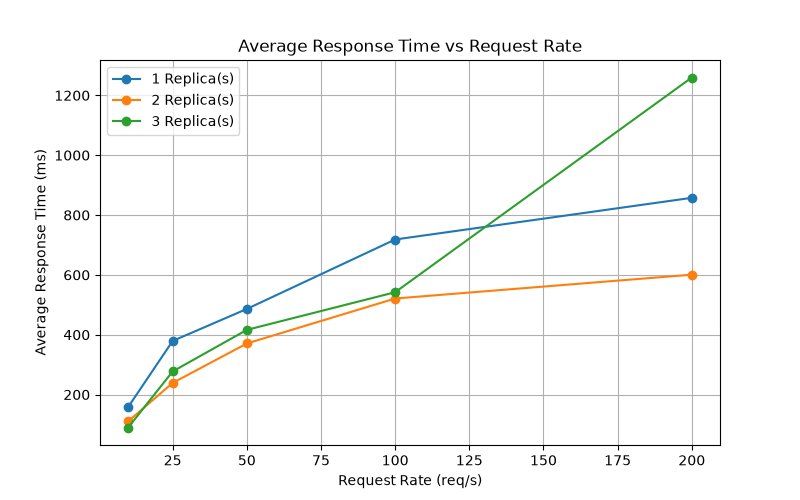 Average Response Time vs Request Rate
1 Replica(s)
2 Replica(s)
3 Replica(s)
Average Response Time (ms)
1200
1000
800
600
400
200
25 50 75 100 125 150 175 200
Request Rate (req/s)